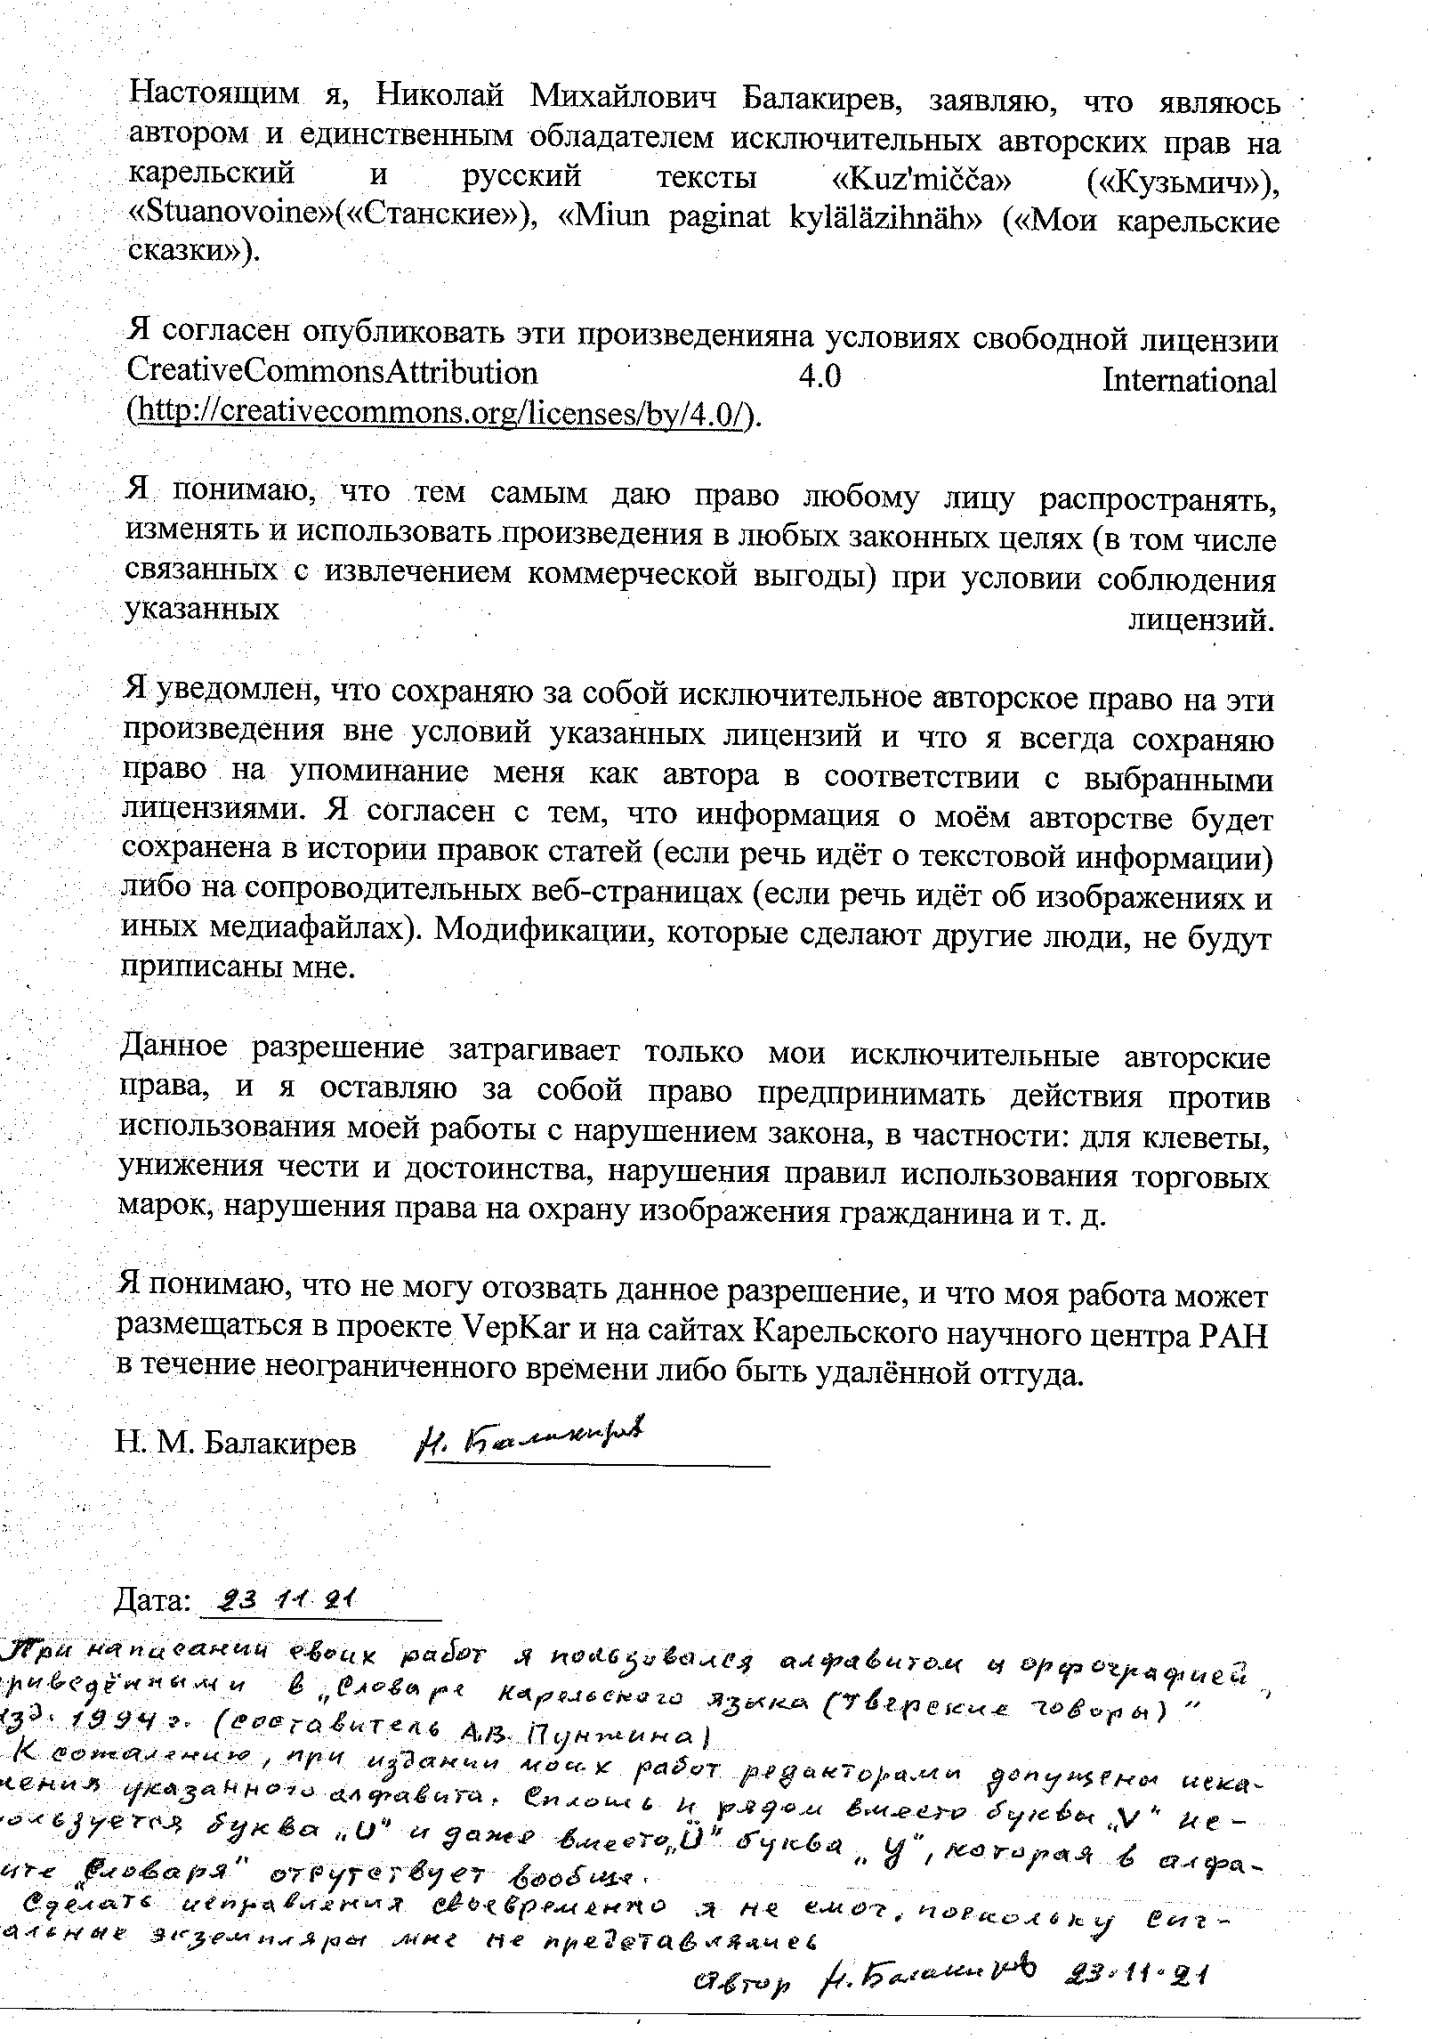 Настоящим я, Николай Михайлович Балакирев, заявляю, что являюсь
автором и единственным обладателем исключительных авторских прав на
карельский и русский тексты «Kuz'mičča» («Кузьмич»),
«Stuanovoine»(«Станские»), «Miun paginat kyläläzihnäh» («Мои карельские
сказки»).
Я согласен опубликовать эти произведенияна условиях свободной лицензии
CreativeCommonsAttribution 4.0 International
(http://creativecommons.org/licenses/by/4.0/).
Я понимаю, что тем самым даю право любому лицу распространять,
изменять и использовать произведения в любых законных целях (в том числе
связанных с извлечением коммерческой выгоды) при условии соблюдения
указанных лицензий.
Я уведомлен, что сохраняю за собой исключительное авторское право на эти
произведения вне условий указанных лицензий и что я всегда сохраняю
право на упоминание меня как автора в соответствии с выбранными
лицензиями. Я согласен с тем, что информация о моём авторстве будет
сохранена в истории правок статей (если речь идёт о текстовой информации)
либо на сопроводительных веб-страницах (если речь идёт об изображениях и
иных медиафайлах). Модификации, которые сделают другие люди, не будут
приписаны мне.
Данное разрешение затрагивает только мои исключительные авторские
права, и я оставляю за собой право предпринимать действия против
использования моей работы с нарушением закона, в частности: для клеветы,
унижения чести и достоинства, нарушения правил использования торговых
марок, нарушения права на охрану изображения гражданина и т. д.
Я понимаю, что не могу отозвать данное разрешение, и что моя работа может
размещаться в проекте VepKar и на сайтах Карельского научного центра РАН
в течение неограниченного времени либо быть удалённой оттуда.
Н. М. Балакирев Н. Балакирев
Дата: 23 11 21
При написании своих работ я пользовался алфавитом и орфографией,
риведёнными в „Словаре карельского языка (Тверские говоры)"
изд. 1994 г. (составитель А.В. Пунжина)
К сожалению, при издании моих работ редакторами допущены иска-
жения указанного алфавита. Сплошь и рядом вместо буквы „V" ис-
ользуется буква „U" и даже вместо „Ü" буква „У", которая в алфа-
ите „Словаря" отсутствует вообще.
Сделать исправления своевременно я не смог, поскольку сиг-
альные экземпляры мне не представлялись
Автор Н. Балакирев 23.11.21